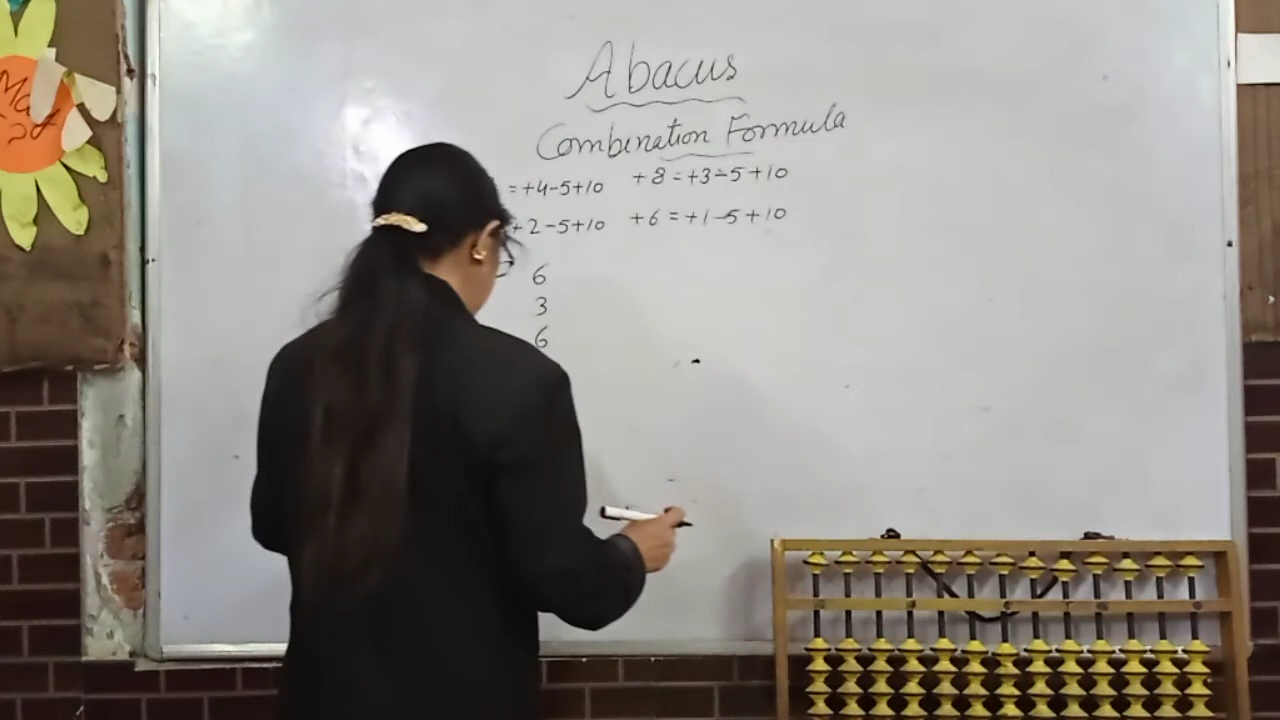 May
Abacus
Combination Formula
= +4-5+10 +8 = +3-5+10
+2-5+10 +6 = +1-5+10
6
3
6